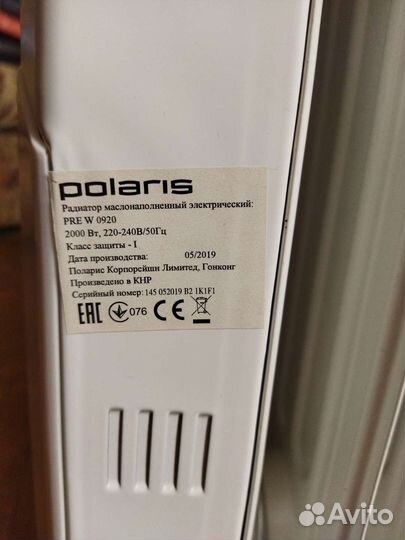 polaris
Радиатор маслонаполненный электрический:
PRE W 0920
2000 Вт, 220-240В/50Гц
Класс защиты - I
Дата производства: 05/2019
Поларис Корпорейшн Лимитед, Гонконг
Произведено в КНР
Серийный номер: 145 052019 B2 1K1F1
EAC 076 CE
Avito